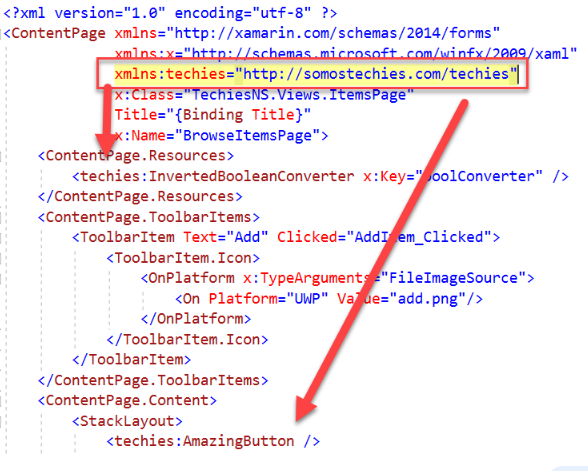 <?xml version="1.0" encoding="utf-8" ?>
<ContentPage xmlns="http://xamarin.com/schemas/2014/forms"
xmlns:x="http://schemas.microsoft.com/winfx/2009/xaml"
xmlns:techies="http://somostechies.com/techies"
x:Class="TechiesNS.Views.ItemsPage"
Title="{Binding Title}"
x:Name="BrowseItemsPage">
<ContentPage.Resources>
<techies:InvertedBooleanConverter x:Key="boolConverter" />
</ContentPage.Resources>
<ContentPage.ToolbarItems>
<ToolbarItem Text="Add" Clicked="AddItem_Clicked">
<ToolbarItem.Icon>
<OnPlatform x:TypeArguments="FileImageSource">
<On Platform="UWP" Value="add.png"/>
</OnPlatform>
</ToolbarItem.Icon>
</ToolbarItem>
</ContentPage.ToolbarItems>
<ContentPage.Content>
<StackLayout>
<techies:AmazingButton />